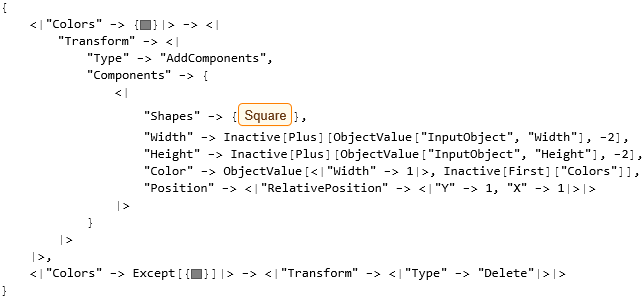 {
<|"Colors" -> {■}|> -> <|
"Transform" -> <|
"Type" -> "AddComponents",
"Components" -> {
<|
"Shapes" -> {Square},
"Width" -> Inactive[Plus][ObjectValue["InputObject", "Width"], -2],
"Height" -> Inactive[Plus][ObjectValue["InputObject", "Height"], -2],
"Color" -> ObjectValue[<|"Width" -> 1|>, Inactive[First]["Colors"]],
"Position" -> <|"RelativePosition" -> <|"Y" -> 1, "X" -> 1|>|>
|>
}
|>
|>,
<|"Colors" -> Except[{■}]|> -> <|"Transform" -> <|"Type" -> "Delete"|>|>
}